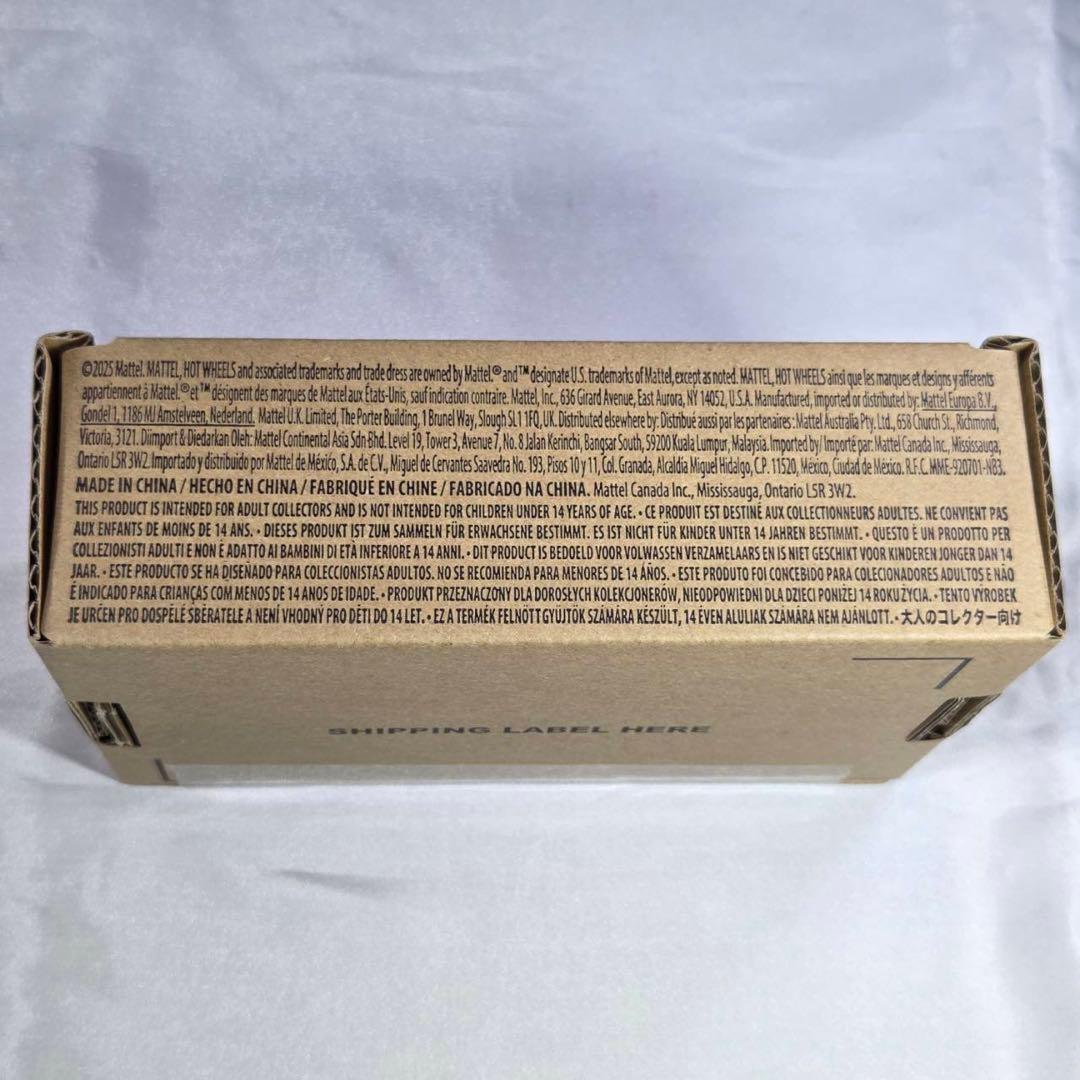 ©2025 Mattel. MATTEL, HOT WHEELS and associated trademarks and trade dress are owned by Mattel.® and ™ designate U.S. trademarks of Mattel, except as noted. MATTEL, HOT WHEELS ainsi que les marques et designs y afférents
appartiennent à Mattel.® et ™ désignent des marques de Mattel aux États-Unis, sauf indication contraire. Mattel, Inc., 636 Girard Avenue, East Aurora, NY 14052, U.S.A. Manufactured, imported or distributed by: Mattel Europa B.V.,
Gondel 1, 1186 MJ Amstelveen, Nederland. Mattel U.K. Limited, The Porter Building, 1 Brunel Way, Slough SL1 1FQ, UK. Distributed elsewhere by: Distribué aussi par les partenaires : Mattel Australia Pty. Ltd., 658 Church St., Richmond,
Victoria, 3121. Diimport & Diedarkan Oleh: Mattel Continental Asia Sdn Bhd. Level 19, Tower 3, Avenue 7, No. 8 Jalan Kerinchi, Bangsar South, 59200 Kuala Lumpur, Malaysia. Imported by/ Importé par: Mattel Canada Inc., Mississauga,
Ontario L5R 3W2. Importado y distribuido por Mattel de México, S.A. de C.V., Miguel de Cervantes Saavedra No. 193, Pisos 10 y 11, Col. Granada, Alcaldía Miguel Hidalgo, C.P. 11520, México, Ciudad de México. R.F.C. MME-920701-NB3.
MADE IN CHINA / HECHO EN CHINA / FABRIQUÉ EN CHINE / FABRICADO NA CHINA. Mattel Canada Inc., Mississauga, Ontario L5R 3W2.
THIS PRODUCT IS INTENDED FOR ADULT COLLECTORS AND IS NOT INTENDED FOR CHILDREN UNDER 14 YEARS OF AGE. • CE PRODUIT EST DESTINÉ AUX COLLECTIONNEURS ADULTES. NE CONVIENT PAS
AUX ENFANTS DE MOINS DE 14 ANS. • DIESES PRODUKT IST ZUM SAMMELN FÜR ERWACHSENE BESTIMMT. ES IST NICHT FÜR KINDER UNTER 14 JAHREN BESTIMMT. • QUESTO È UN PRODOTTO PER
COLLEZIONISTI ADULTI E NON È ADATTO AI BAMBINI DI ETÀ INFERIORE A 14 ANNI. • DIT PRODUCT IS BEDOELD VOOR VOLWASSEN VERZAMELAARS EN IS NIET GESCHIKT VOOR KINDEREN JONGER DAN 14
JAAR. • ESTE PRODUCTO SE HA DISEÑADO PARA COLECCIONISTAS ADULTOS. NO SE RECOMIENDA PARA MENORES DE 14 AÑOS. • ESTE PRODUTO FOI CONCEBIDO PARA COLECIONADORES ADULTOS E NÃO
É INDICADO PARA CRIANÇAS COM MENOS DE 14 ANOS DE IDADE. • PRODUKT PRZEZNACZONY DLA DOROSŁYCH KOLEKCJONERÓW, NIEODPOWIEDNI DLA DZIECI PONIŻEJ 14 ROKU ŻYCIA. • TENTO VÝROBEK
JE URČEN PRO DOSPĚLÉ SBĚRATELE A NENÍ VHODNÝ PRO DĚTI DO 14 LET. • EZ A TERMÉK FELNŐTT GYŰJTŐK SZÁMÁRA KÉSZÜLT, 14 ÉVEN ALULIAK SZÁMÁRA NEM AJÁNLOTT. • 大人のコレクター向け
SHIPPING LABEL HERE